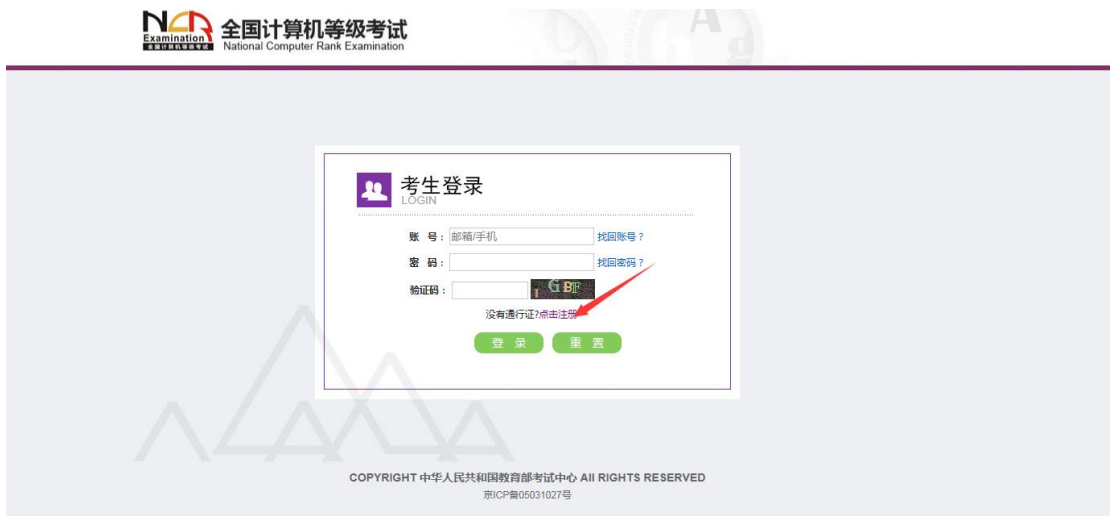 NCR
Examination
全国计算机等级考试
全国计算机等级考试
National Computer Rank Examination
考生登录
LOGIN
账 号： 邮箱/手机 找回账号？
密 码： 找回密码？
验证码： I G B F
没有通行证?点击注册
登 录 重 置
COPYRIGHT 中华人民共和国教育部考试中心 All RIGHTS RESERVED
京ICP备05031027号